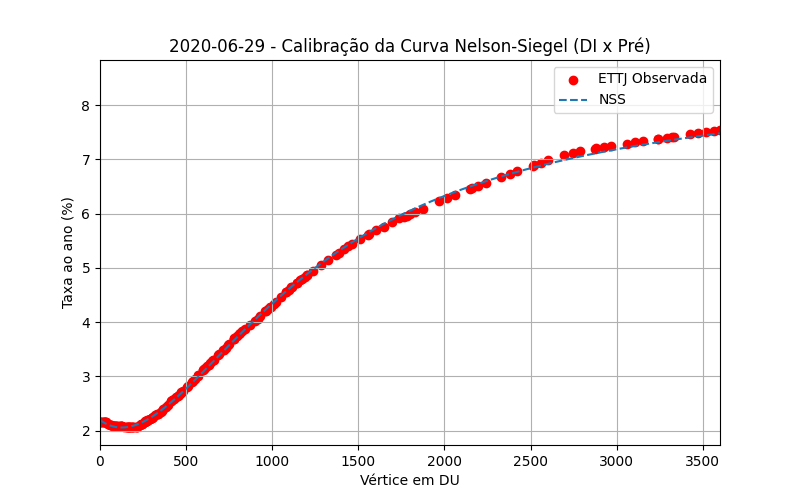 2020-06-29 - Calibração da Curva Nelson-Siegel (DI x Pré)
ETTJ Observada
NSS
8
7
6
5
4
3
2
Taxa ao ano (%)
0 500 1000 1500 2000 2500 3000 3500
Vértice em DU